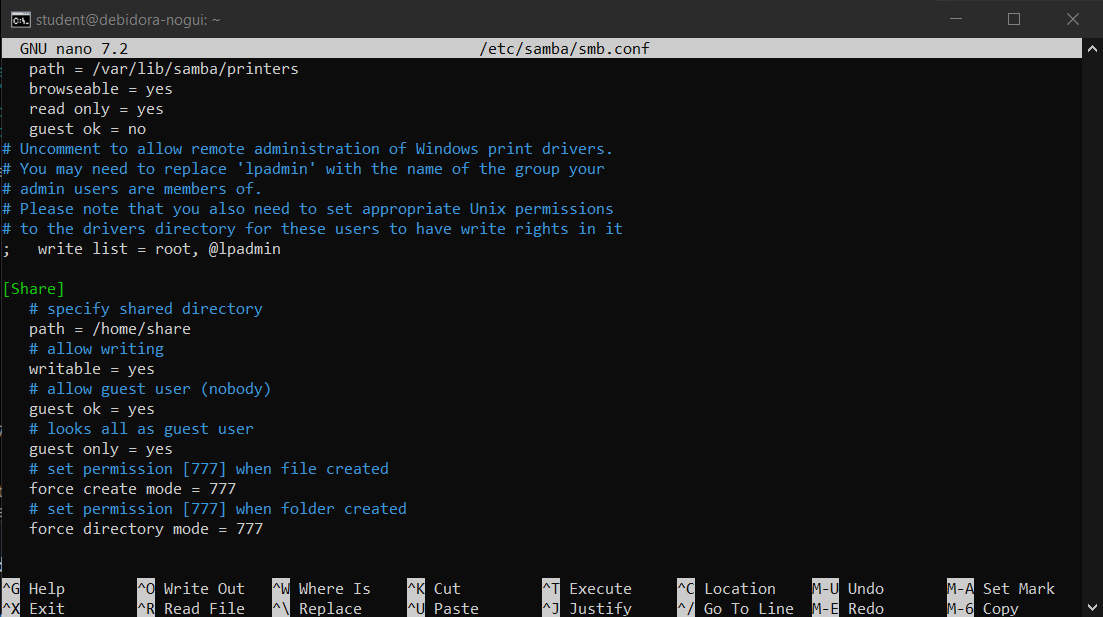 student@debidora-nogui: ~
GNU nano 7.2 /etc/samba/smb.conf
path = /var/lib/samba/printers
browseable = yes
read only = yes
guest ok = no
# Uncomment to allow remote administration of Windows print drivers.
# You may need to replace 'lpadmin' with the name of the group your
# admin users are members of.
# Please note that you also need to set appropriate Unix permissions
# to the drivers directory for these users to have write rights in it
;   write list = root, @lpadmin
[Share]
# specify shared directory
path = /home/share
# allow writing
writable = yes
# allow guest user (nobody)
guest ok = yes
# looks all as guest user
guest only = yes
# set permission [777] when file created
force create mode = 777
# set permission [777] when folder created
force directory mode = 777
^G Help ^O Write Out ^W Where Is ^K Cut ^T Execute ^C Location M-U Undo M-A Set Mark
^X Exit ^R Read File ^\ Replace ^U Paste ^J Justify ^/ Go To Line M-E Redo M-6 Copy